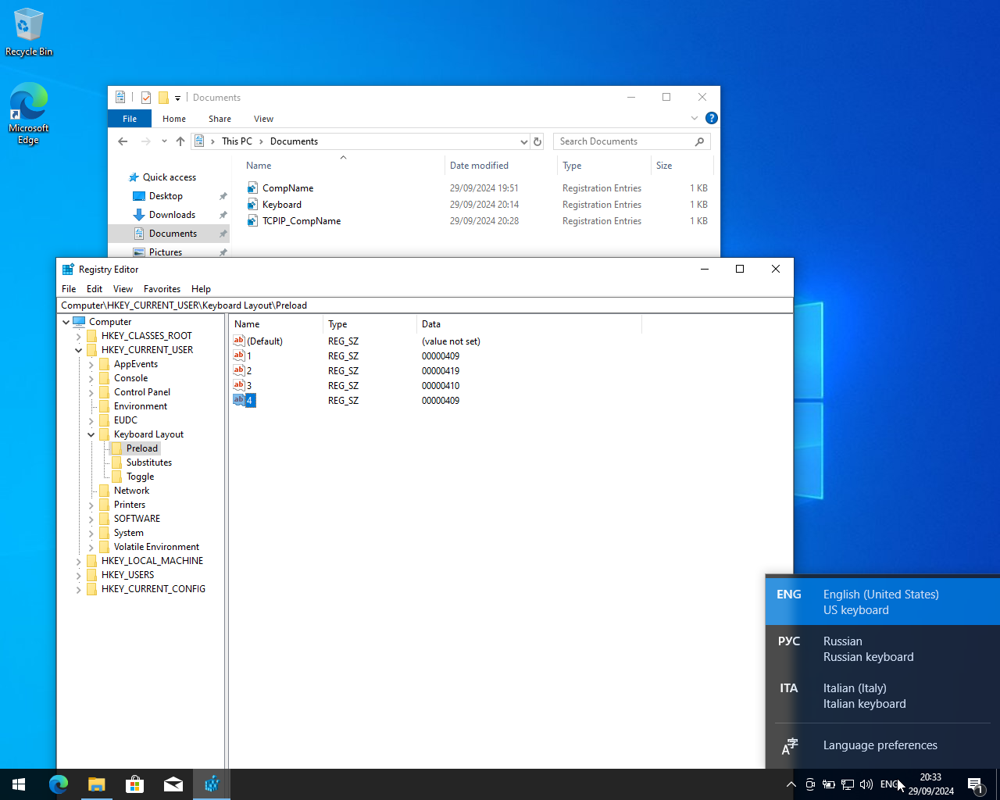 Recycle Bin
Microsoft
Edge
Documents
File
Home
Share
View
This PC
Documents
Search Documents
Name
Date modified
Type
Size
Quick access
Desktop
Downloads
Documents
Pictures
CompName
29/09/2024 19:51
Registration Entries
1 KB
Keyboard
29/09/2024 20:14
Registration Entries
1 KB
TCPIP_CompName
29/09/2024 20:28
Registration Entries
1 KB
Registry Editor
File
Edit
View
Favorites
Help
Computer\HKEY_CURRENT_USER\Keyboard Layout\Preload
Computer
HKEY_CLASSES_ROOT
HKEY_CURRENT_USER
AppEvents
Console
Control Panel
Environment
EUDC
Keyboard Layout
Preload
Substitutes
Toggle
Network
Printers
SOFTWARE
System
Volatile Environment
HKEY_LOCAL_MACHINE
HKEY_USERS
HKEY_CURRENT_CONFIG
Name
Type
Data
(Default)
REG_SZ
(value not set)
1
REG_SZ
00000409
2
REG_SZ
00000419
3
REG_SZ
00000410
4
REG_SZ
00000409
ENG
English (United States)
US keyboard
РУС
Russian
Russian keyboard
ITA
Italian (Italy)
Italian keyboard
Language preferences
ENG
20:33
29/09/2024
1